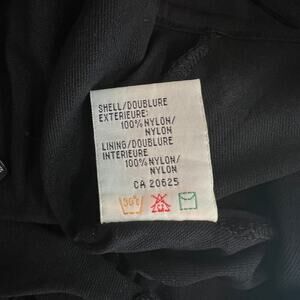 SHELL/DOUBLURE
EXTERIEURE:
100%NYLON/
NYLON
LINING/DOUBLURE
INTERIEURE
100%NYLON/
NYLON
CA 20625
30°c